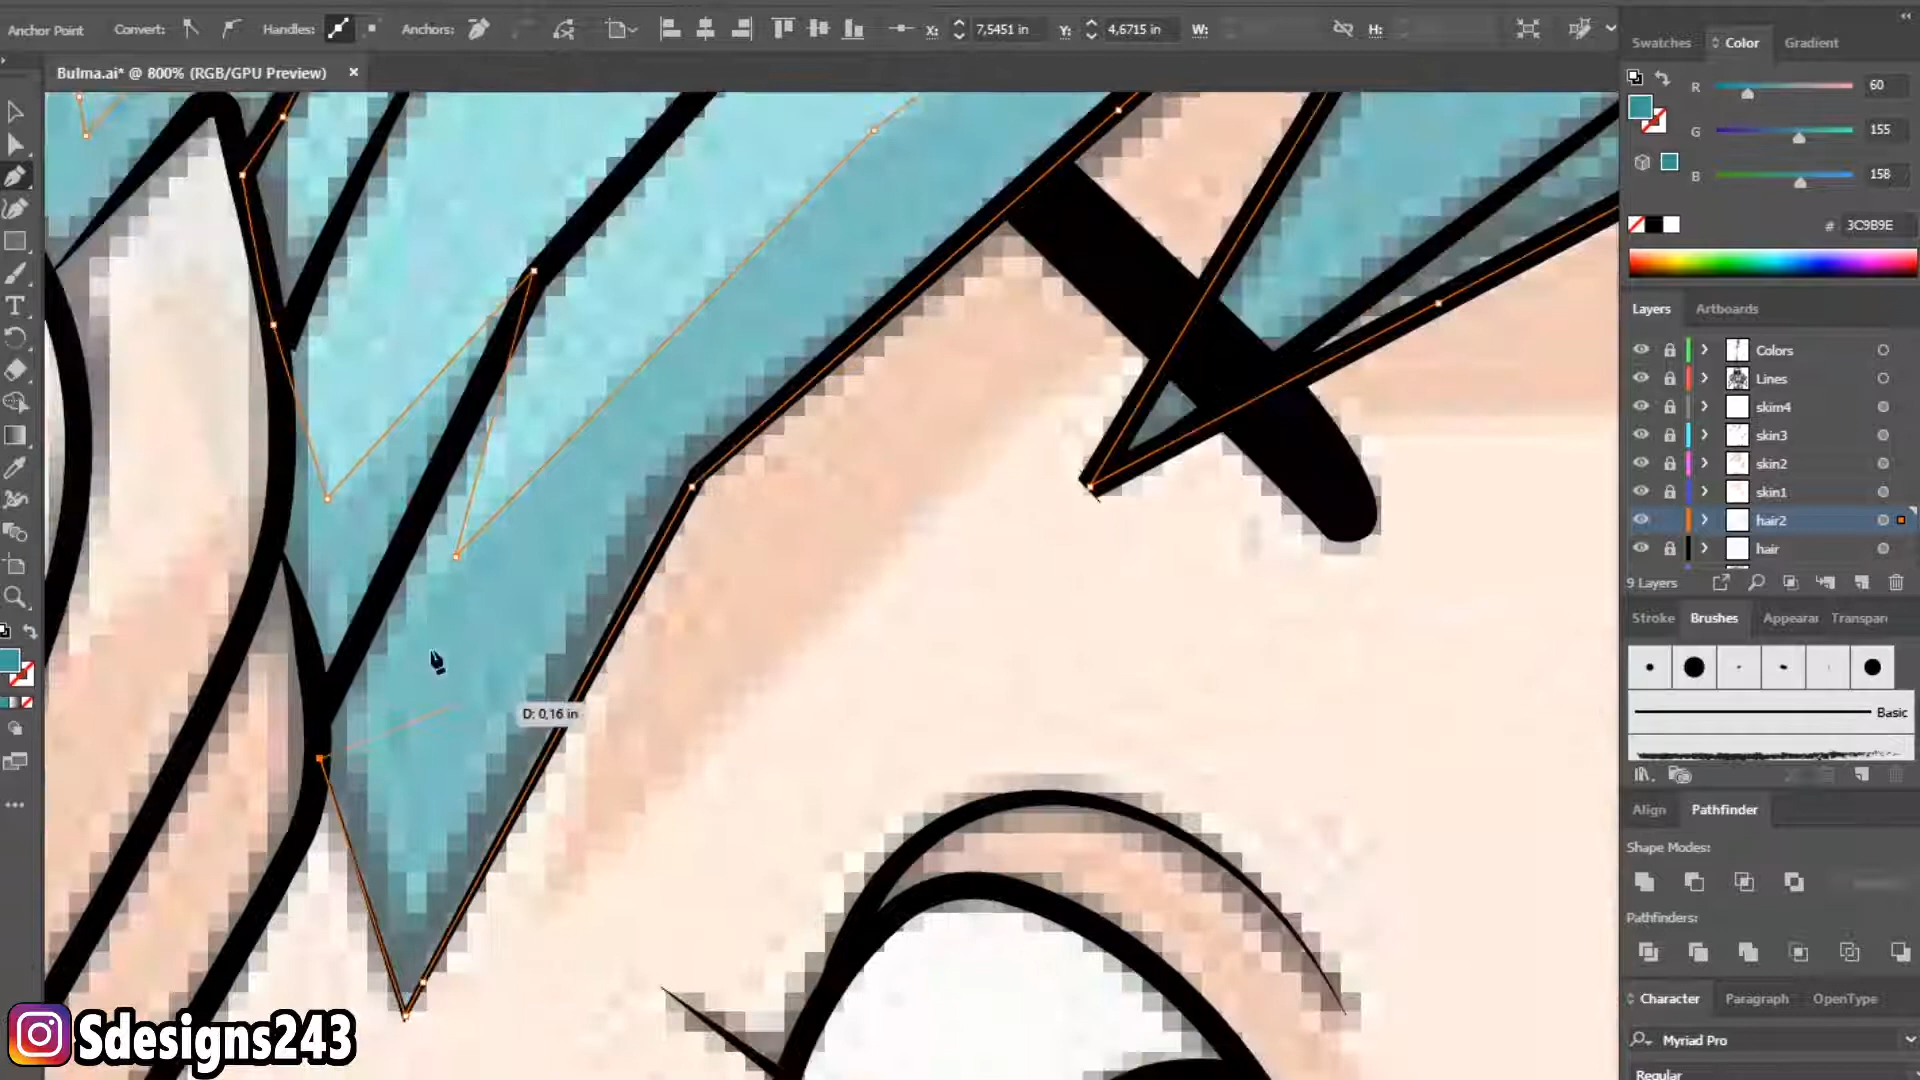 Anchor Point Convert: Handles: Anchors: X: 7,5451 in Y: 4,6715 in W: H:
Bulma.ai* @ 800% (RGB/GPU Preview)
Swatches Color Gradient
R 60
G 155
B 158
# 3C9B9E
Layers Artboards
Colors
Lines
skim4
skin3
skin2
skin1
hair2
hair
9 Layers
Stroke Brushes Appearar Transpar
Basic
D: 0,16 in
Align Pathfinder
Shape Modes:
Pathfinders:
Character Paragraph OpenType
Myriad Pro
Regular
Sdesigns243